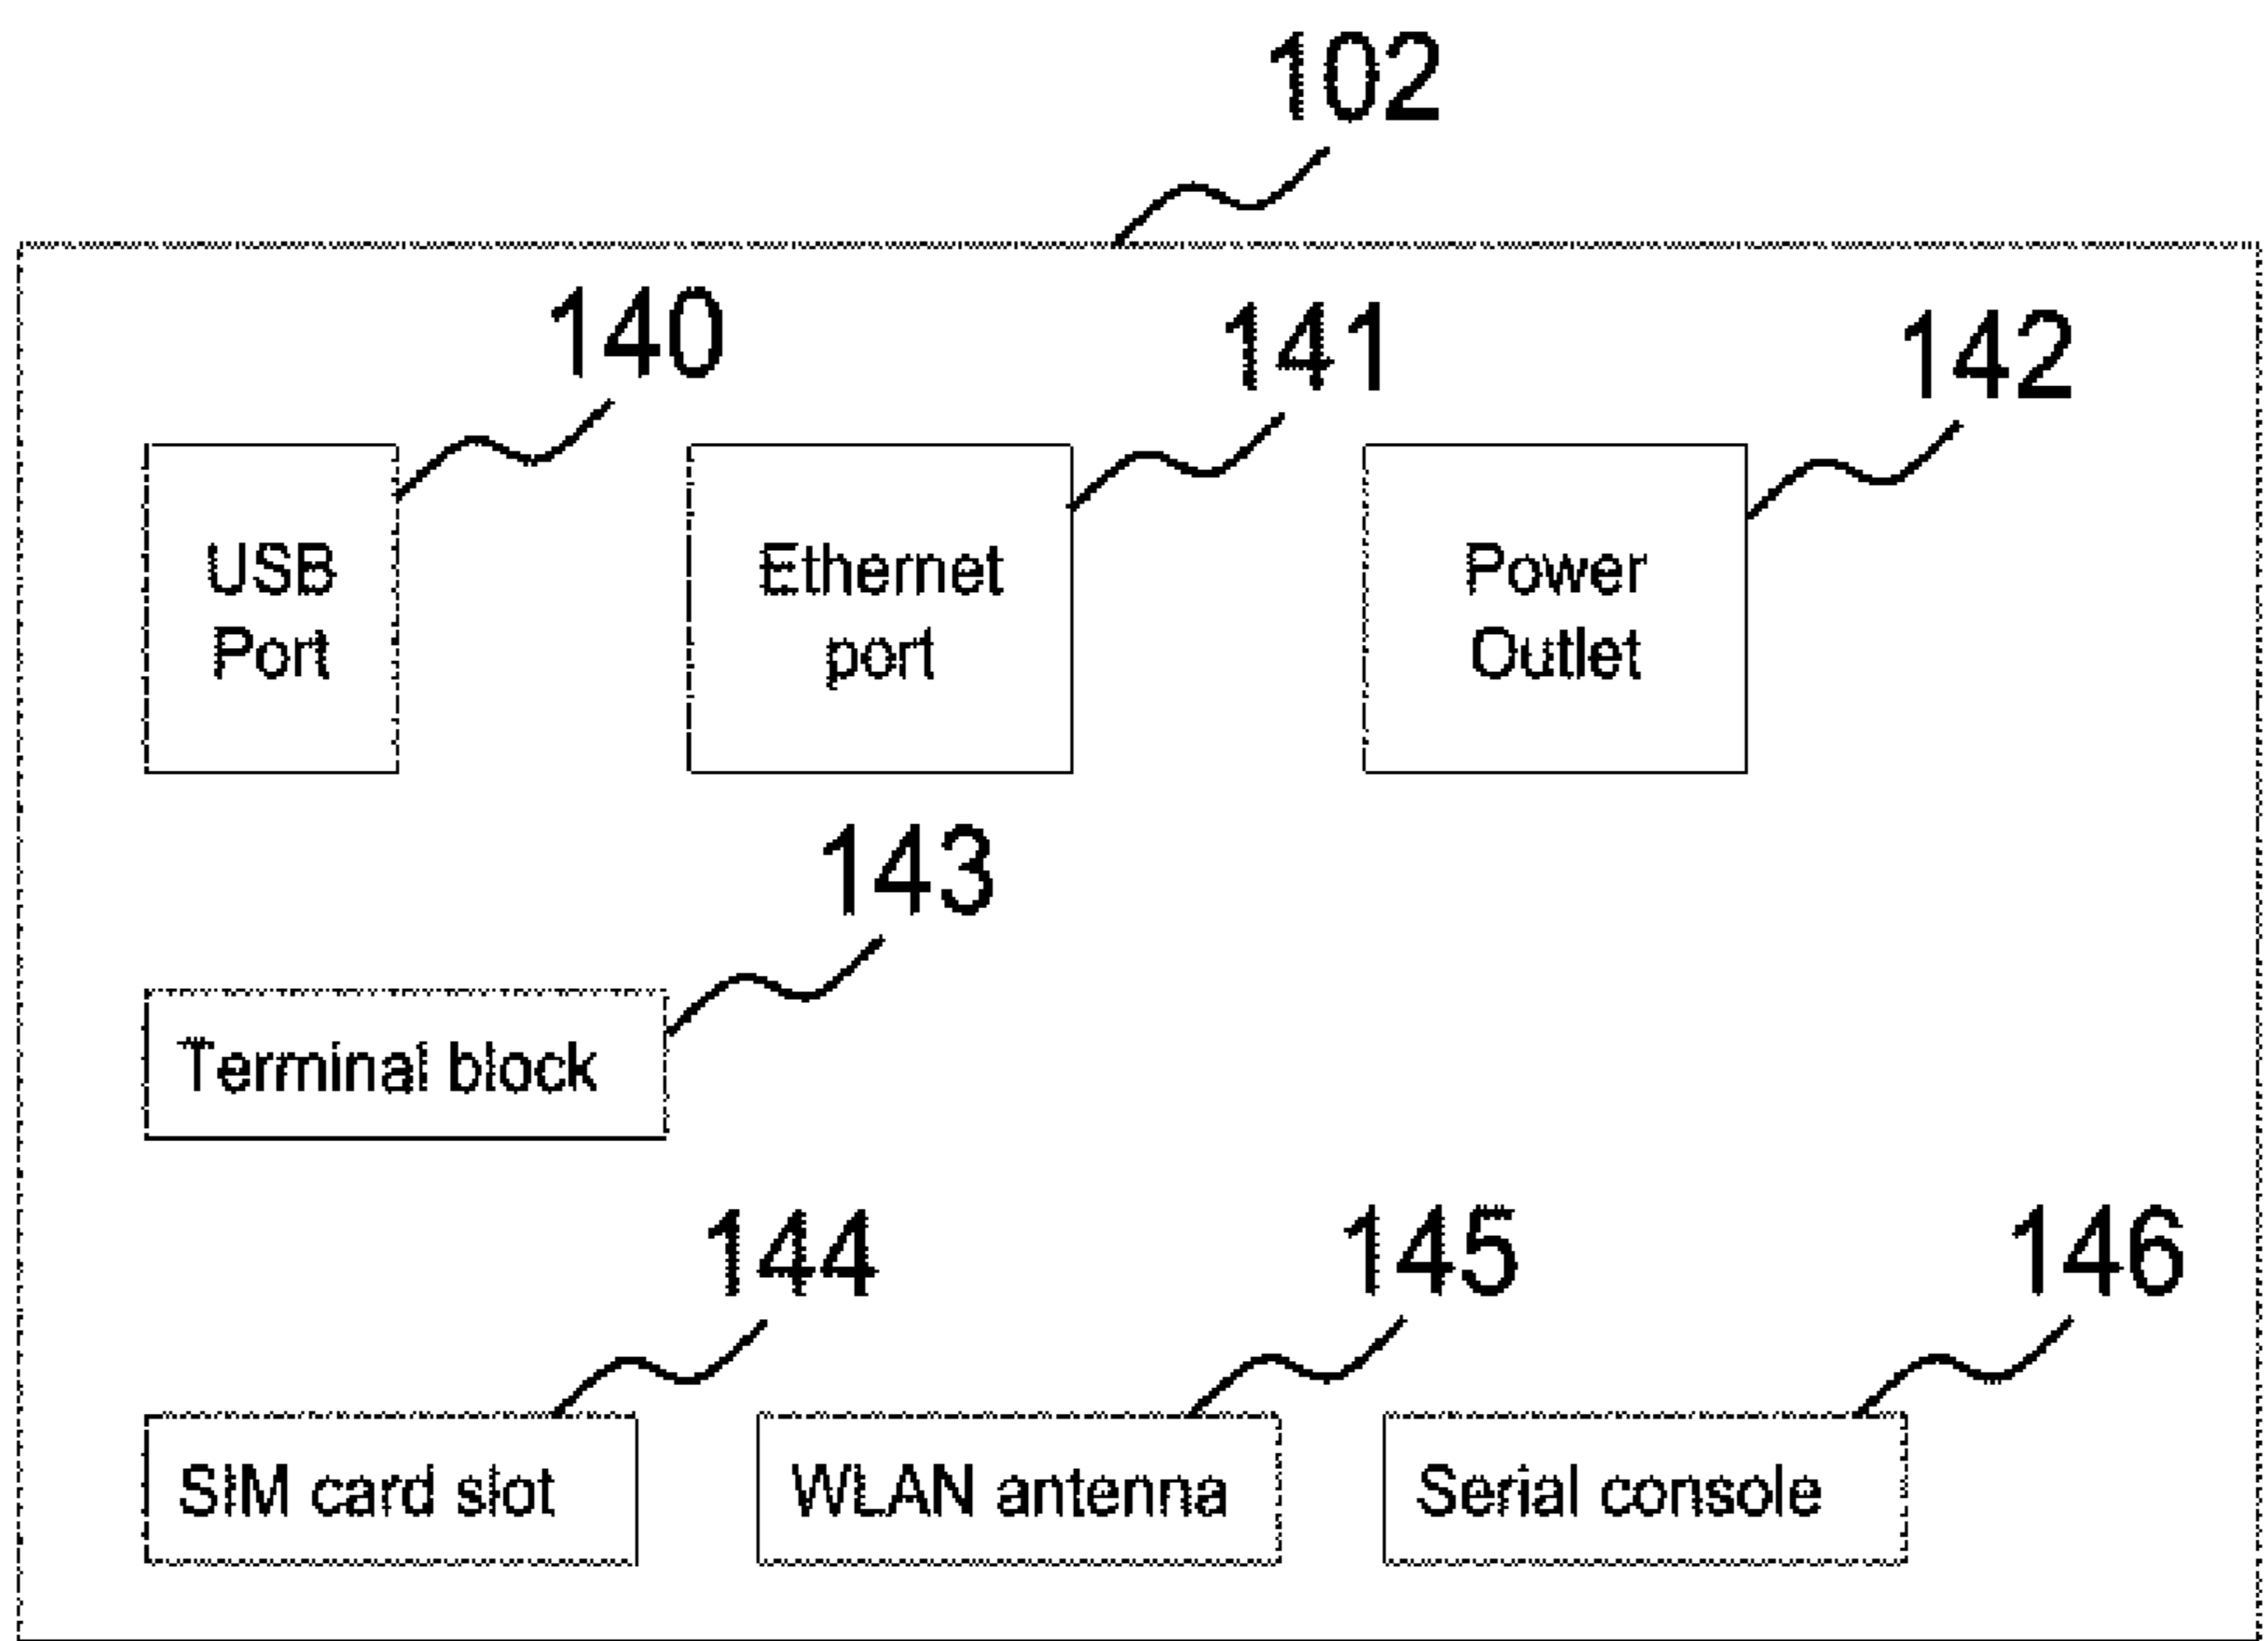 102
140
141
142
USB
Port
Ethernet
port
Power
Outlet
143
Terminal block
144
145
146
SIM card slot
WLAN antenna
Serial console